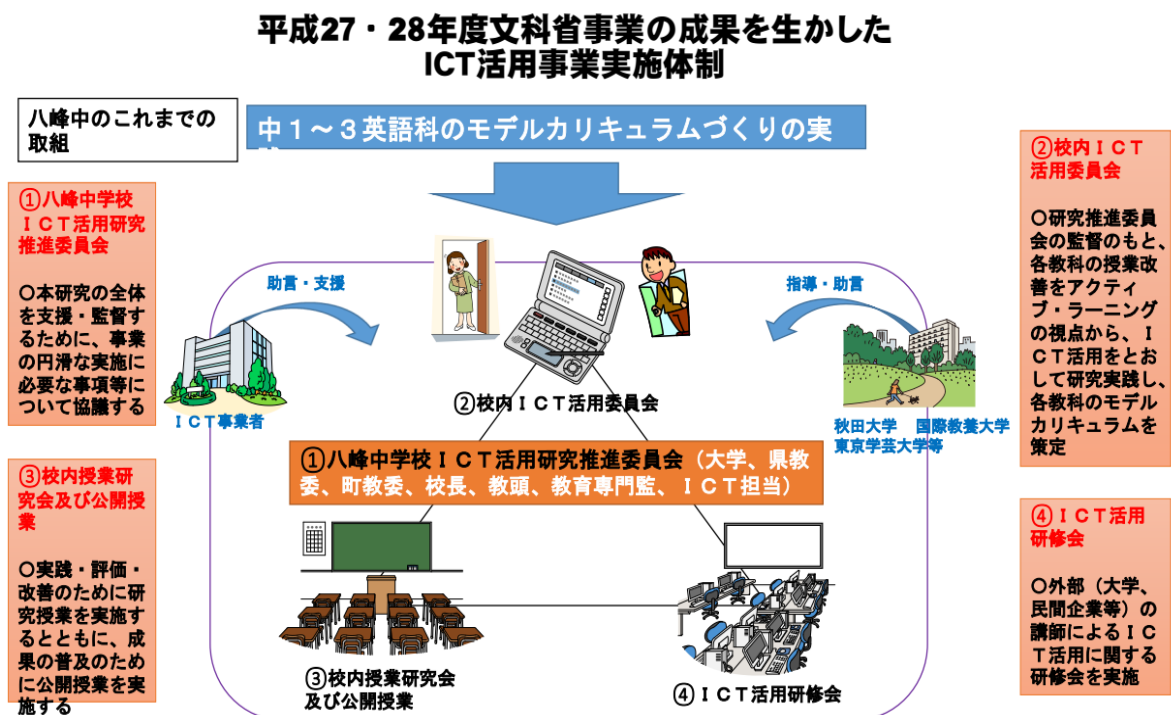 平成27・28年度文科省事業の成果を生かした
ICT活用事業実施体制
八峰中のこれまでの
取組
中１～３英語科のモデルカリキュラムづくりの実
①八峰中学校
ＩＣＴ活用研究
推進委員会
〇本研究の全体
を支援・監督す
るために、事業
の円滑な実施に
必要な事項等に
ついて協議する
③校内授業研
究会及び公開授
業
〇実践・評価・
改善のために研
究授業を実施す
るとともに、成
果の普及のため
に公開授業を実
施する
助言・支援
ＩＣＴ事業者
②校内ＩＣＴ活用委員会
指導・助言
秋田大学　国際教養大学
東京学芸大学等
①八峰中学校ＩＣＴ活用研究推進委員会（大学、県教
委、町教委、校長、教頭、教育専門監、ＩＣＴ担当）
③校内授業研究会
及び公開授業
④ＩＣＴ活用研修会
②校内ＩＣＴ
活用委員会
〇研究推進委員
会の監督のもと、
各教科の授業改
善をアクティ
ブ・ラーニング
の視点から、Ｉ
ＣＴ活用をとお
して研究実践し、
各教科のモデル
カリキュラムを
策定
④ＩＣＴ活用
研修会
〇外部（大学、
民間企業等）の
講師によるＩＣ
Ｔ活用に関する
研修会を実施